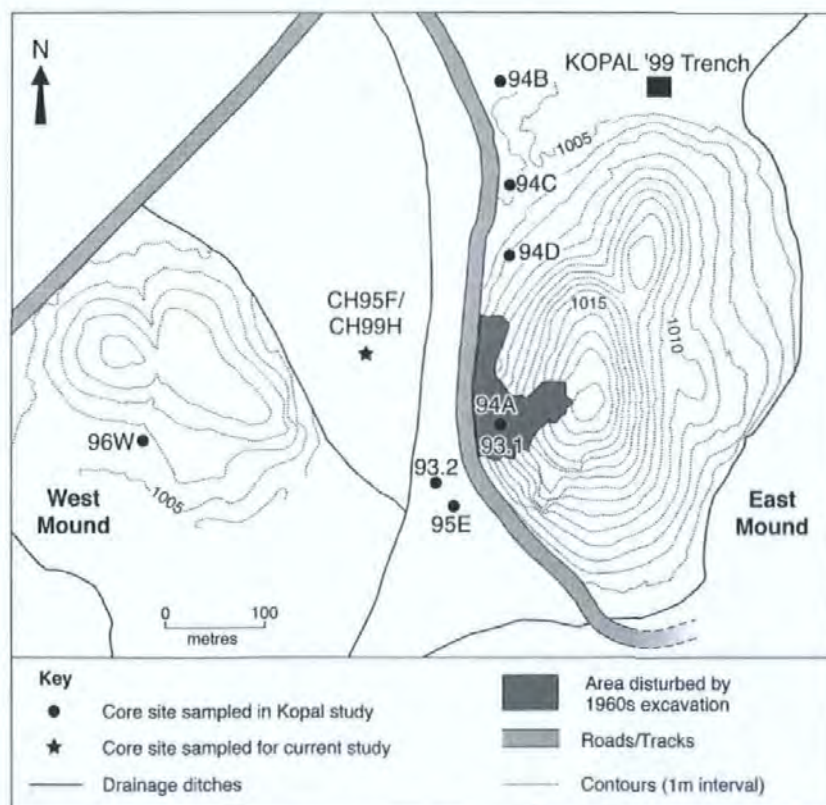 N
94B
KOPAL '99 Trench
1005
94C
94D
CH95F/
CH99H
1015
1010
94A
93.1
96W
93.2
95E
1005
West
Mound
East
Mound
0 100
metres
Key
Core site sampled in Kopal study
Core site sampled for current study
Drainage ditches
Area disturbed by
1960s excavation
Roads/Tracks
Contours (1m interval)